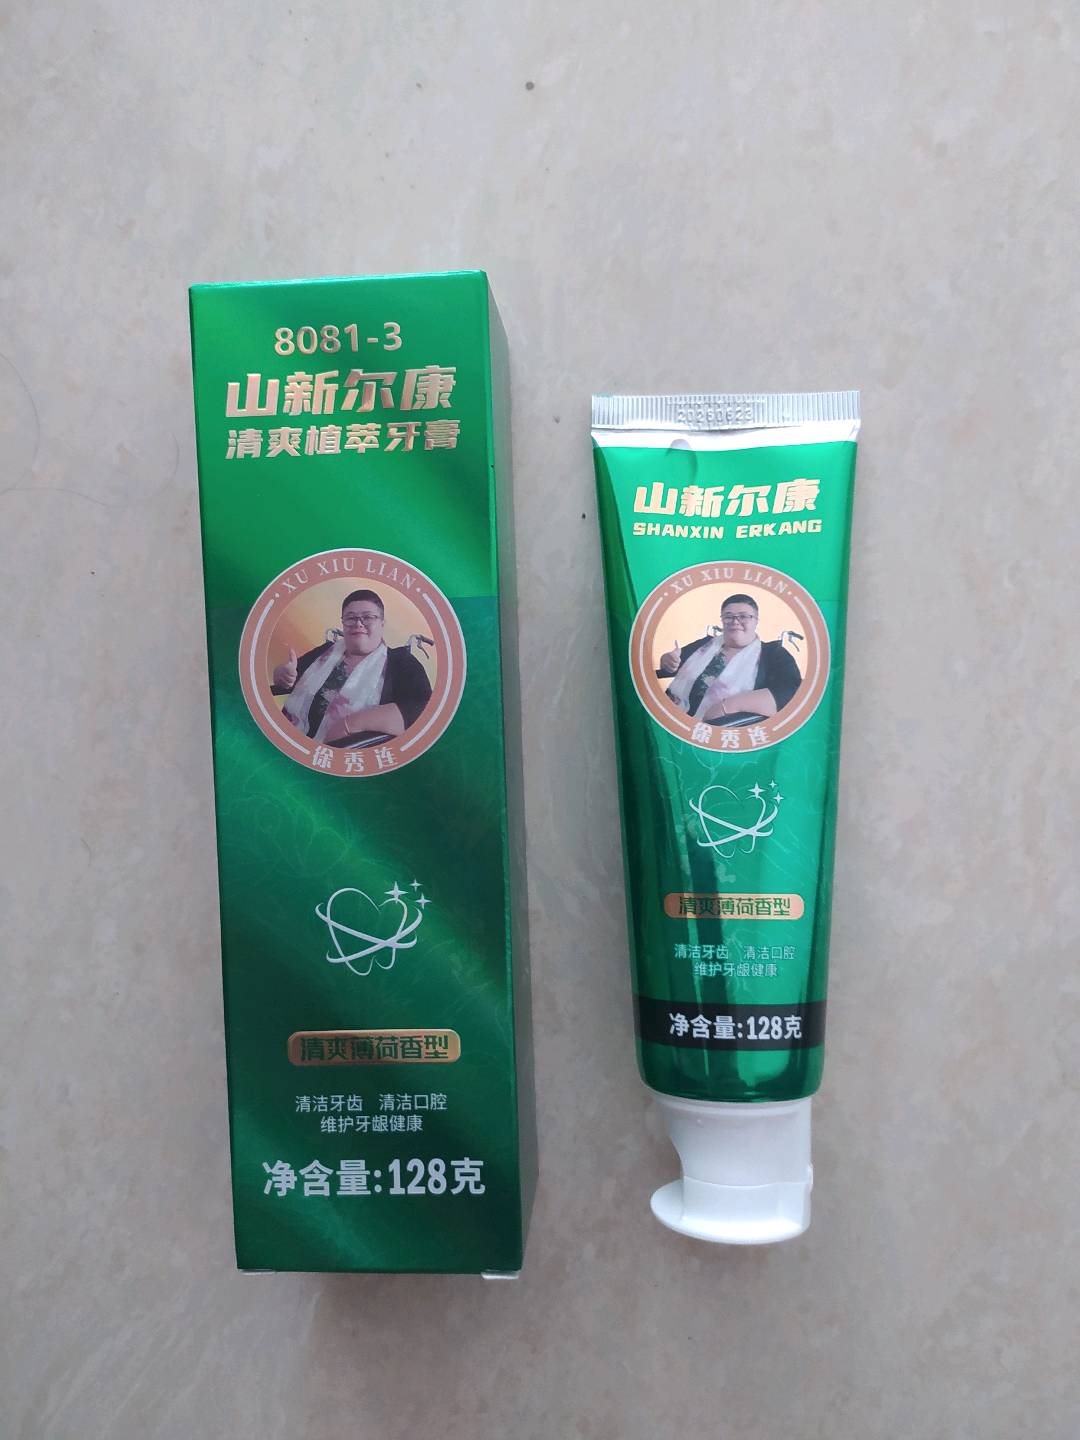 8081-3
山新尔康
清爽植萃牙膏
XU XIU LIAN
徐秀连
清爽薄荷香型
清洁牙齿 清洁口腔
维护牙龈健康
净含量:128克
20250623
山新尔康
SHANXIN ERKANG
XU XIU LIAN
徐秀连
清爽薄荷香型
清洁牙齿 清洁口腔
维护牙龈健康
净含量:128克